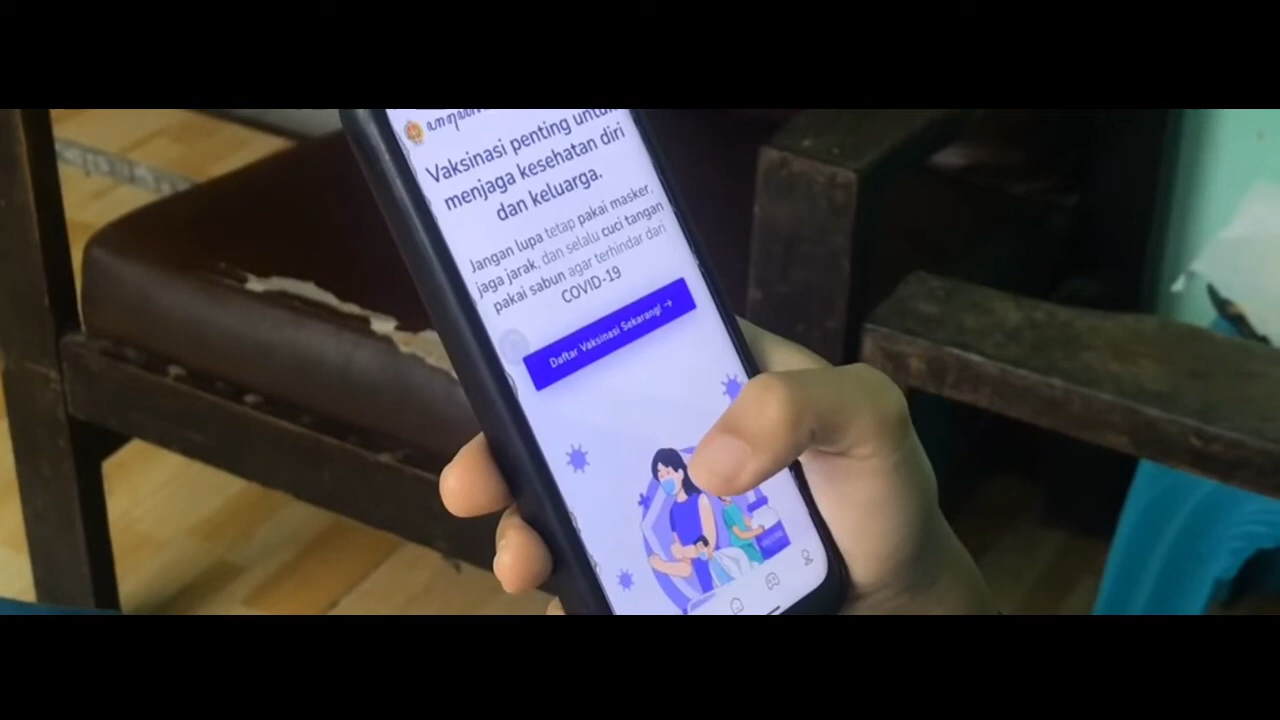 Vaksinasi penting untuk
menjaga kesehatan diri
dan keluarga.
Jangan lupa tetap pakai masker,
jaga jarak, dan selalu cuci tangan
pakai sabun agar terhindar dari
COVID-19
Daftar Vaksinasi Sekarang! →